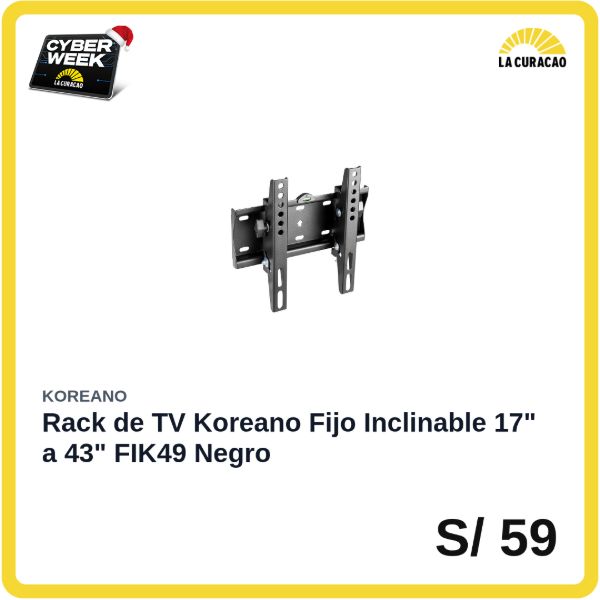 CYBER
WEEK
LA CURACAO
LA CURACAO
KOREANO
Rack de TV Koreano Fijo Inclinable 17"
a 43" FIK49 Negro
S/ 59